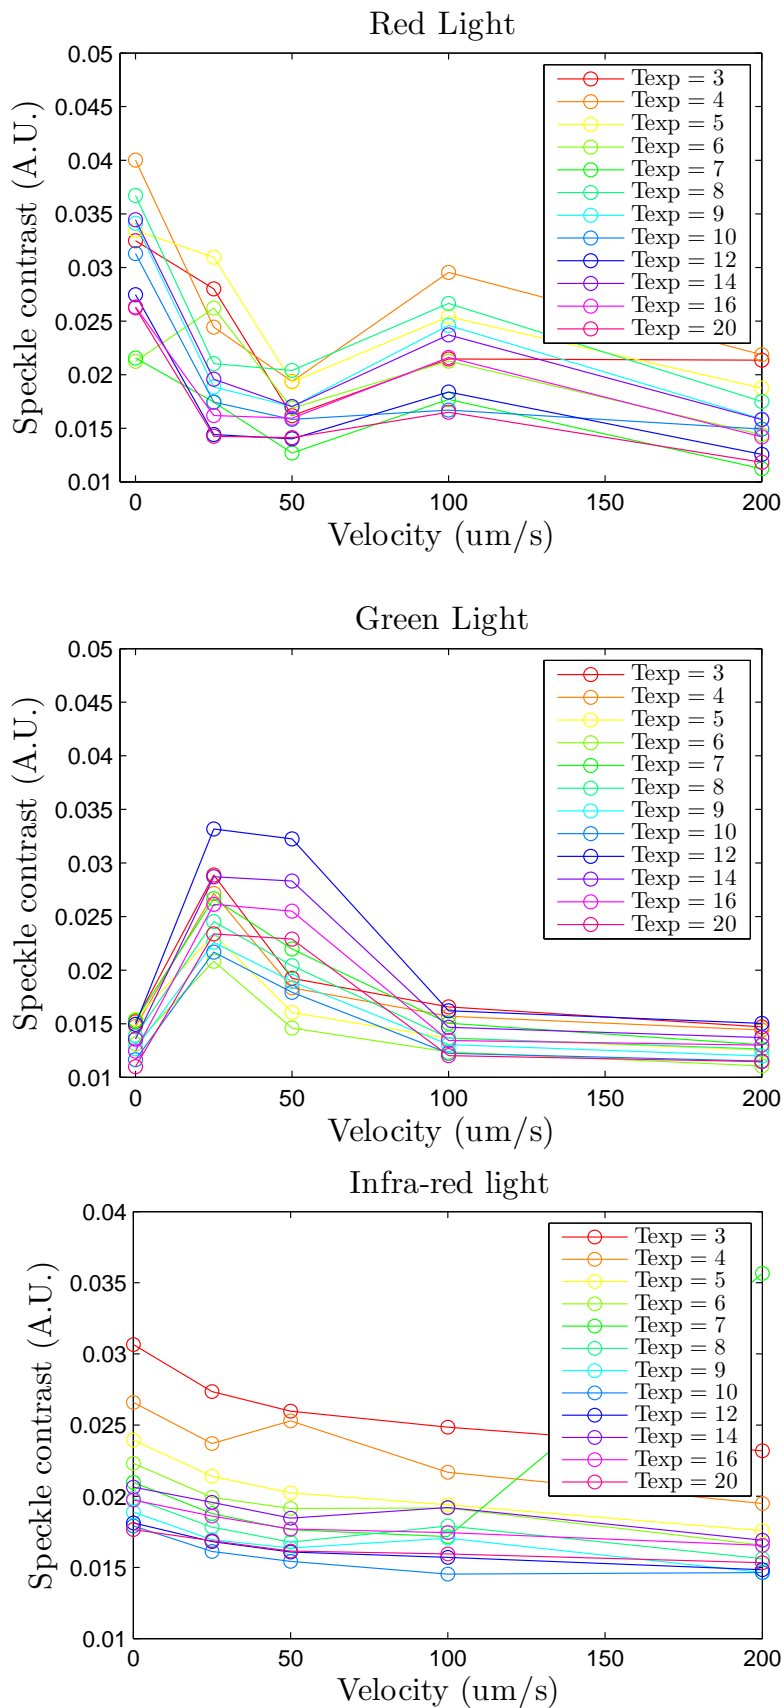 Red Light
0.05
0.045
0.04
0.035
0.03
0.025
0.02
0.015
0.01
Speckle contrast (A.U.)
Texp = 3
Texp = 4
Texp = 5
Texp = 6
Texp = 7
Texp = 8
Texp = 9
Texp = 10
Texp = 12
Texp = 14
Texp = 16
Texp = 20
0 50 100 150 200
Velocity (um/s)
Green Light
0.05
0.045
0.04
0.035
0.03
0.025
0.02
0.015
0.01
Speckle contrast (A.U.)
Texp = 3
Texp = 4
Texp = 5
Texp = 6
Texp = 7
Texp = 8
Texp = 9
Texp = 10
Texp = 12
Texp = 14
Texp = 16
Texp = 20
0 50 100 150 200
Velocity (um/s)
Infra-red light
0.04
0.035
0.03
0.025
0.02
0.015
0.01
Speckle contrast (A.U.)
Texp = 3
Texp = 4
Texp = 5
Texp = 6
Texp = 7
Texp = 8
Texp = 9
Texp = 10
Texp = 12
Texp = 14
Texp = 16
Texp = 20
0 50 100 150 200
Velocity (um/s)